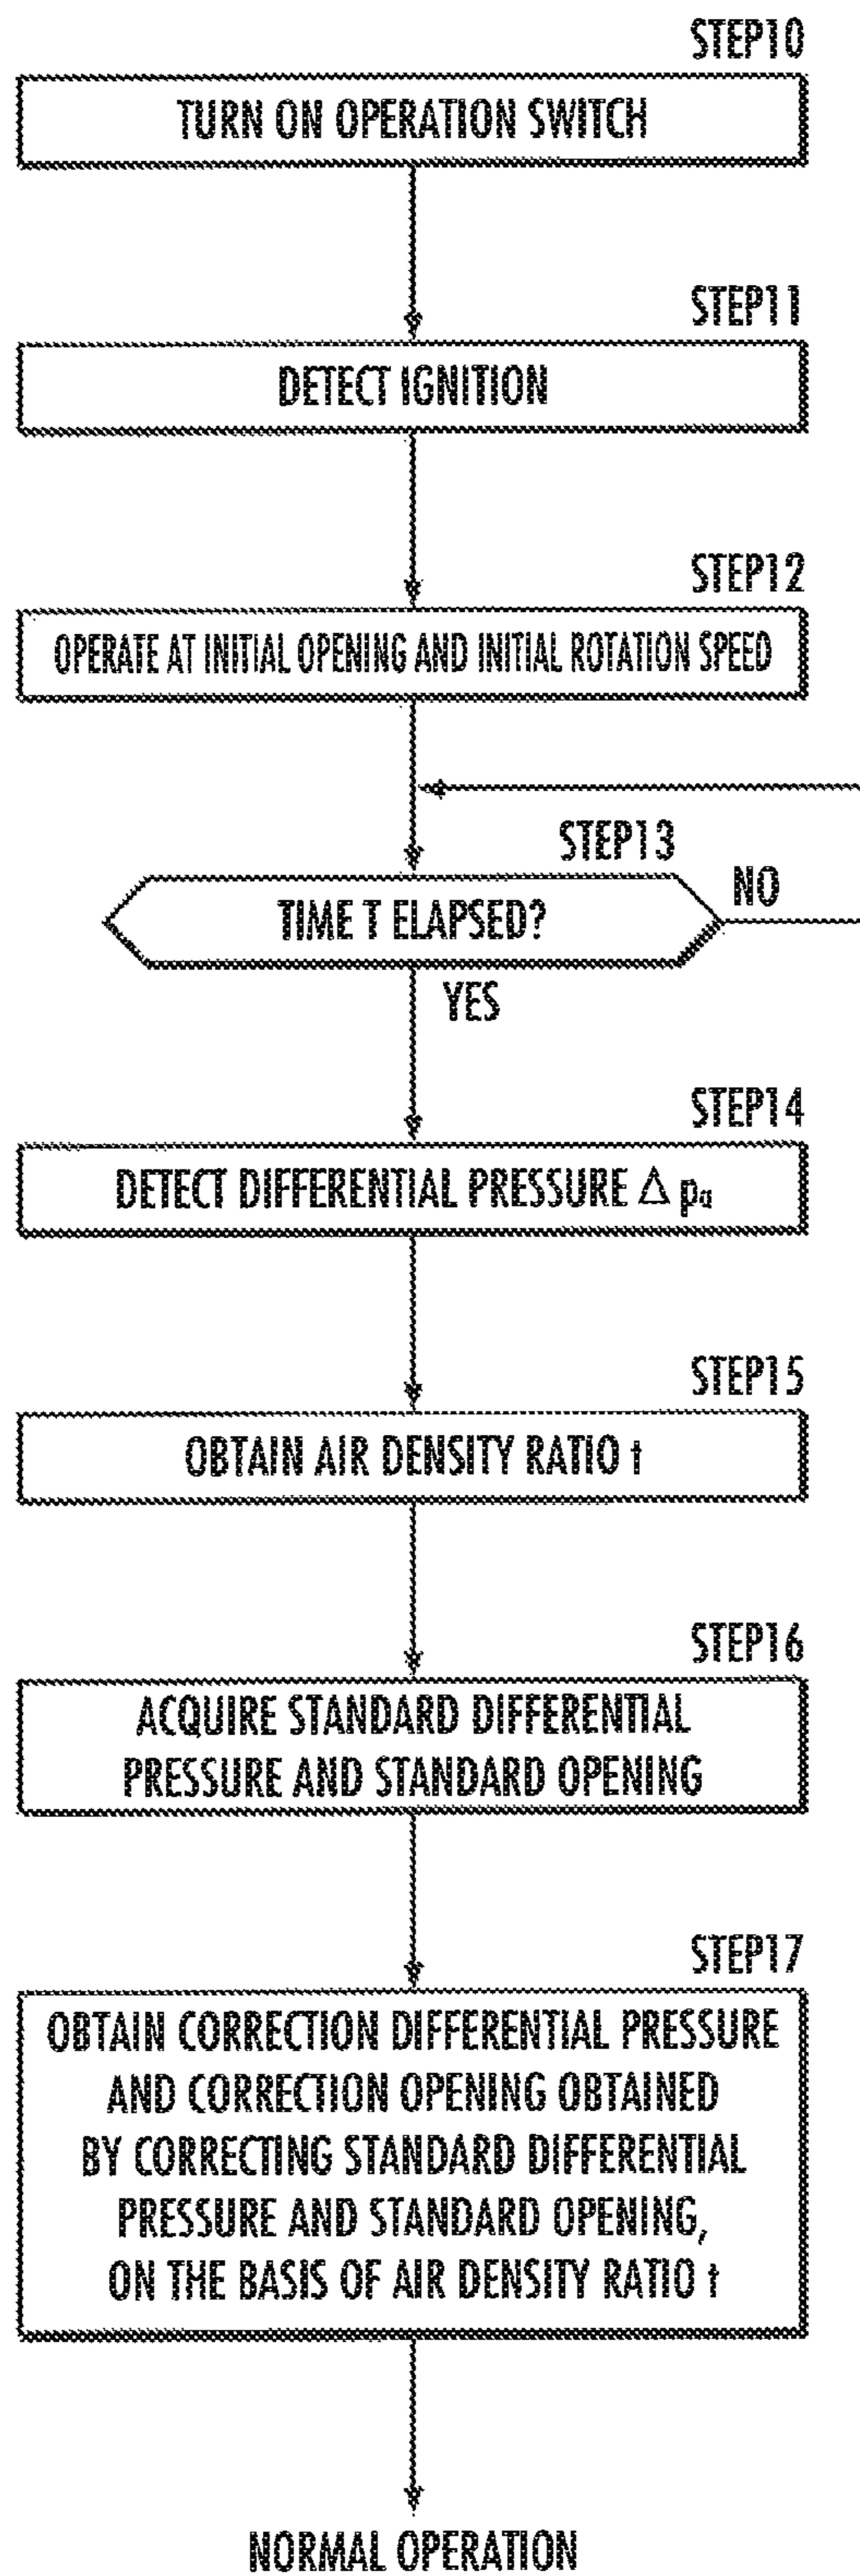 STEP10
TURN ON OPERATION SWITCH
STEP11
DETECT IGNITION
STEP12
OPERATE AT INITIAL OPENING AND INITIAL ROTATION SPEED
STEP13
TIME T ELAPSED?
NO
YES
STEP14
DETECT DIFFERENTIAL PRESSURE Δ pa
STEP15
OBTAIN AIR DENSITY RATIO t
STEP16
ACQUIRE STANDARD DIFFERENTIAL
PRESSURE AND STANDARD OPENING
STEP17
OBTAIN CORRECTION DIFFERENTIAL PRESSURE
AND CORRECTION OPENING OBTAINED
BY CORRECTING STANDARD DIFFERENTIAL
PRESSURE AND STANDARD OPENING,
ON THE BASIS OF AIR DENSITY RATIO t
NORMAL OPERATION